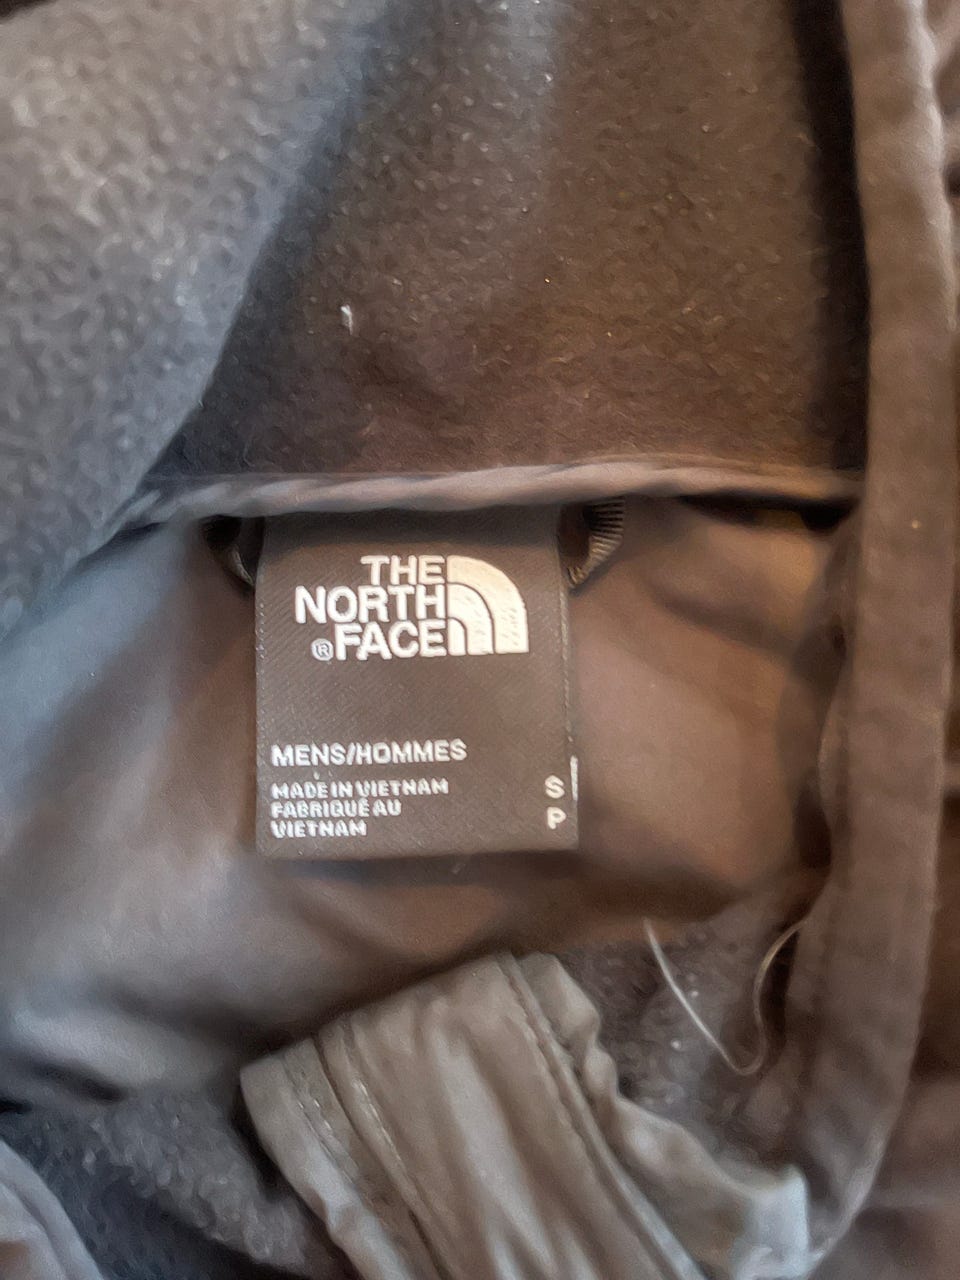 THE
NORTH
®FACE
MENS/HOMMES
MADE IN VIETNAM
FABRIQUÉ AU
VIETNAM
S
P